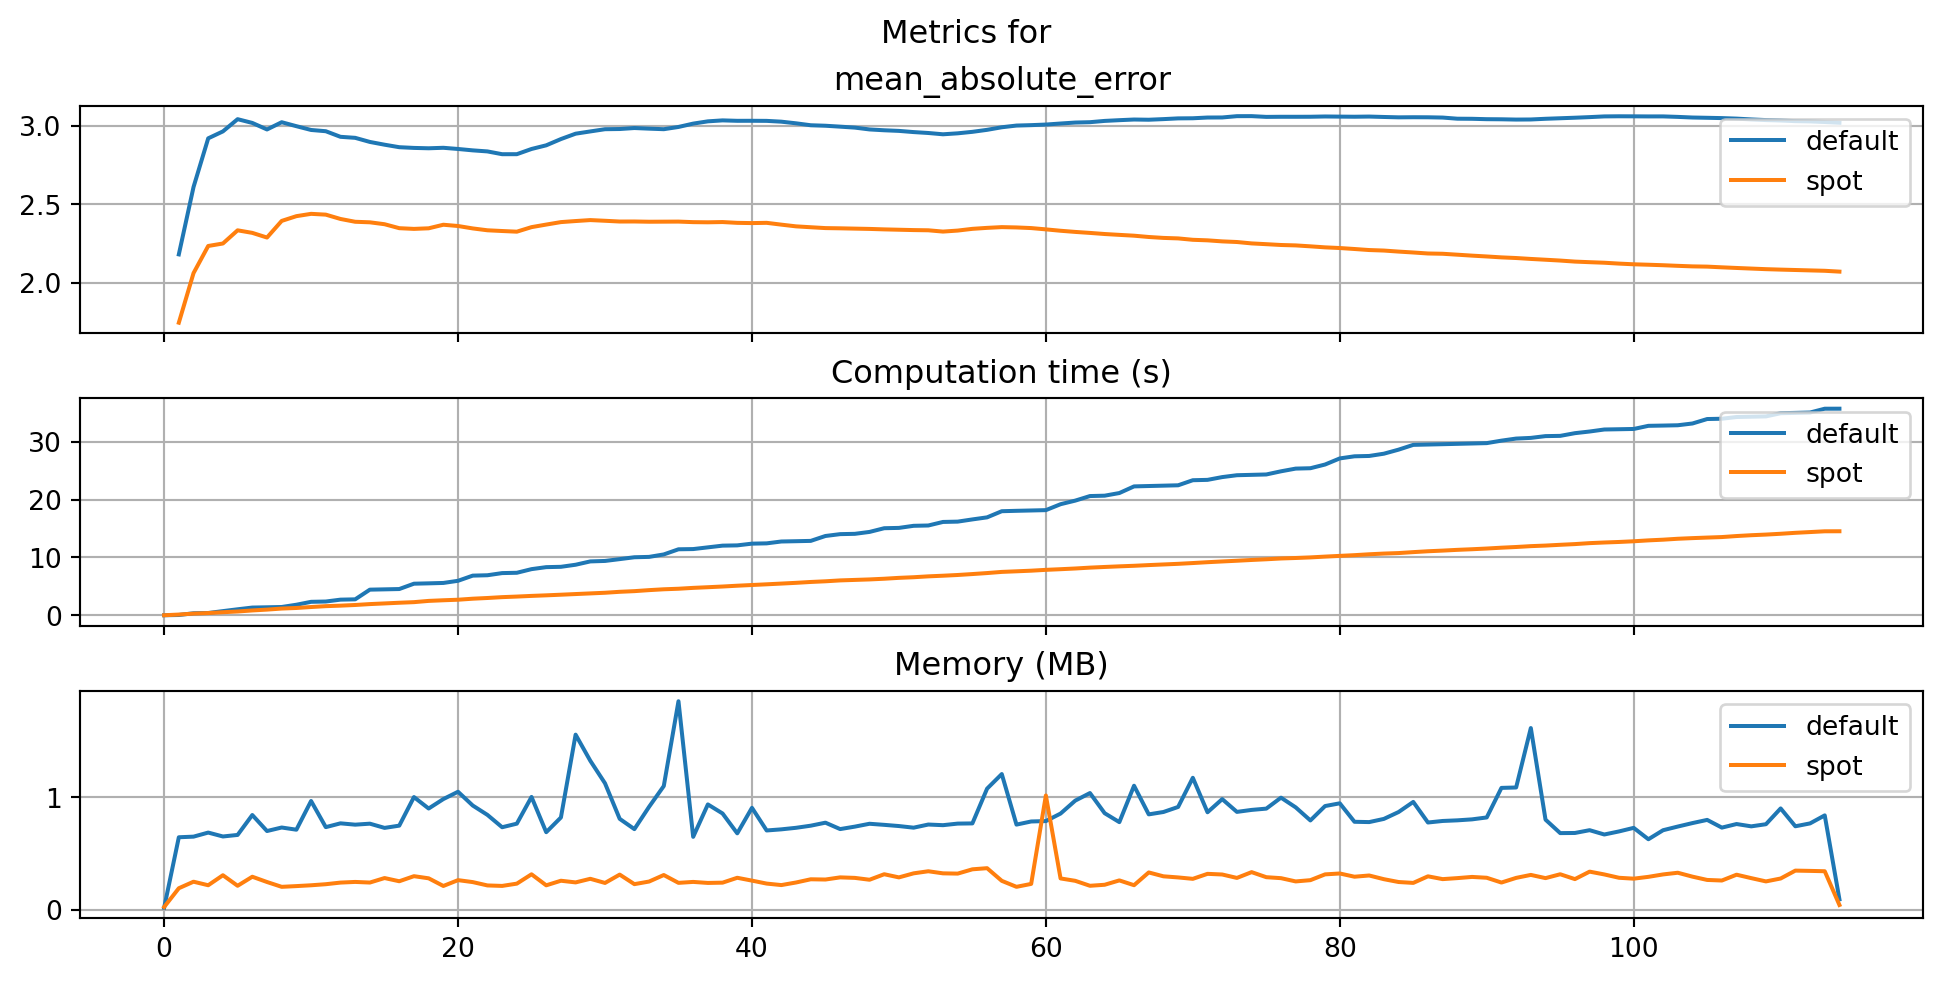 Metrics for
mean_absolute_error
3.0
2.5
2.0
default
spot
Computation time (s)
30
20
10
0
default
spot
Memory (MB)
1
0
default
spot
0 20 40 60 80 100